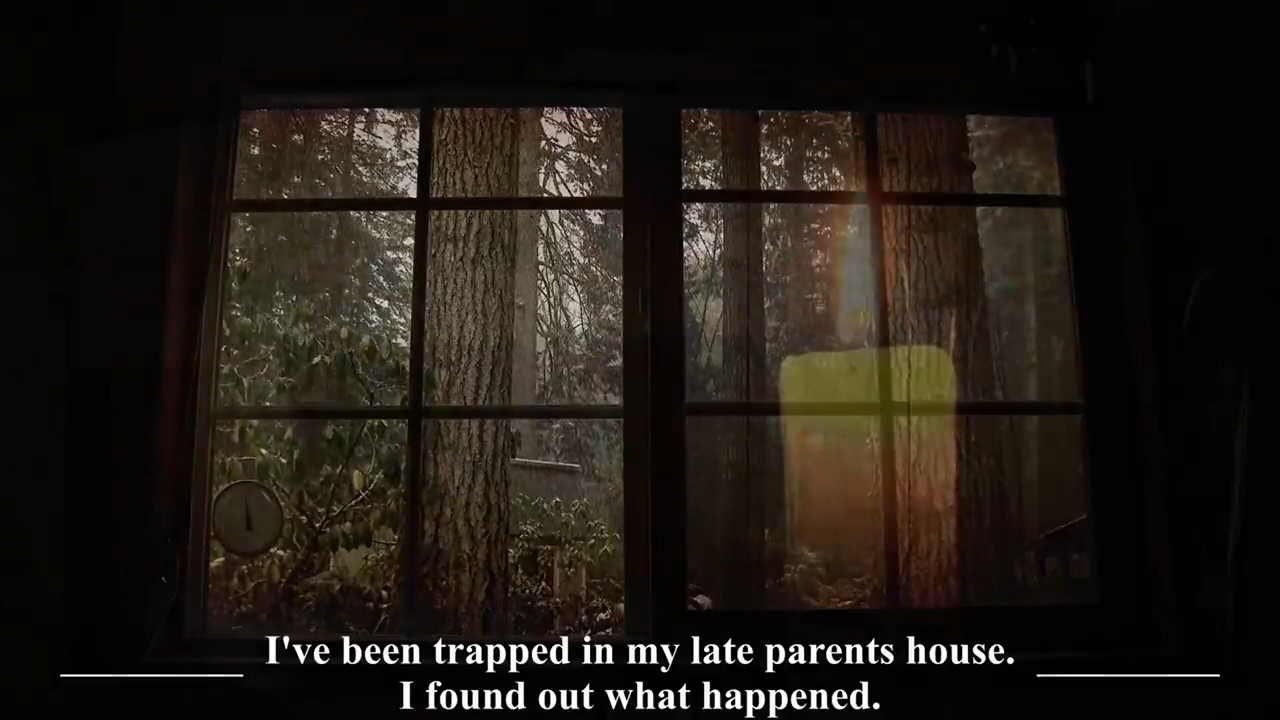 I've been trapped in my late parents house.
I found out what happened.